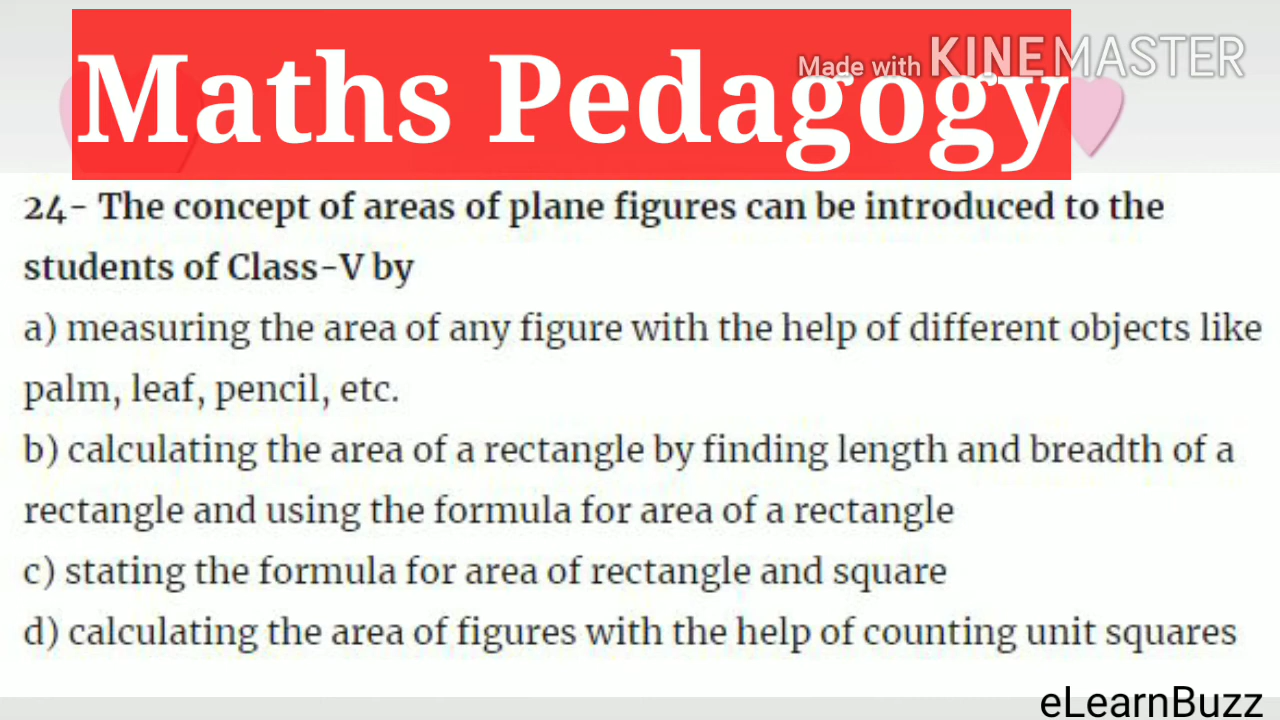 Maths Pedagogy
Made with KINEMASTER
24- The concept of areas of plane figures can be introduced to the
students of Class-V by
a) measuring the area of any figure with the help of different objects like
palm, leaf, pencil, etc.
b) calculating the area of a rectangle by finding length and breadth of a
rectangle and using the formula for area of a rectangle
c) stating the formula for area of rectangle and square
d) calculating the area of figures with the help of counting unit squares
eLearnBuzz